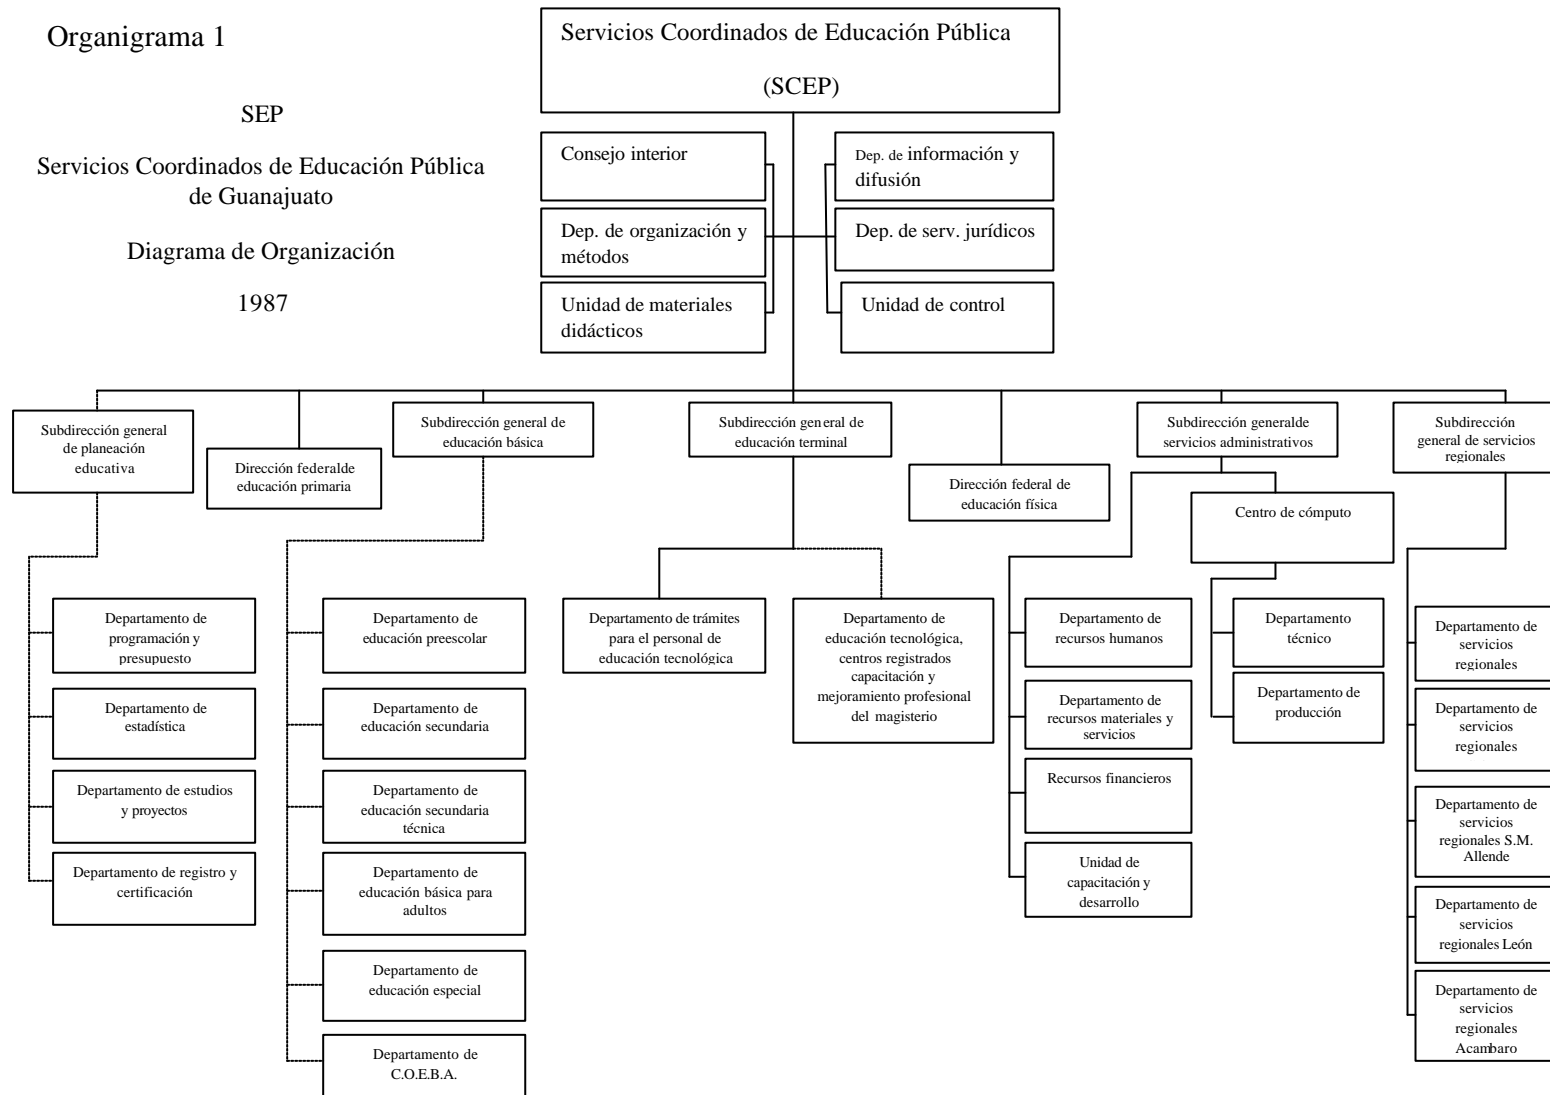 Organigrama 1
SEP
Servicios Coordinados de Educación Pública
de Guanajuato
Diagrama de Organización
1987
Servicios Coordinados de Educación Pública
(SCEP)
Consejo interior
Dep. de información y
difusión
Dep. de organización y
métodos
Dep. de serv. jurídicos
Unidad de materiales
didácticos
Unidad de control
Subdirección general
de planeación
educativa
Dirección federalde
educación primaria
Subdirección general de
educación básica
Subdirección general de
educación terminal
Dirección federal de
educación física
Subdirección generalde
servicios administrativos
Subdirección
general de servicios
regionales
Centro de cómputo
Departamento de
programación y
presupuesto
Departamento de
estadística
Departamento de estudios
y proyectos
Departamento de registro y
certificación
Departamento de
educación preescolar
Departamento de
educación secundaria
Departamento de
educación secundaria
técnica
Departamento de
educación básica para
adultos
Departamento de
educación especial
Departamento de
C.O.E.B.A.
Departamento de trámites
para el personal de
educación tecnológica
Departamento de
educación tecnológica,
centros registrados
capacitación y
mejoramiento profesional
del magisterio
Departamento de
recursos humanos
Departamento de
recursos materiales y
servicios
Recursos financieros
Unidad de
capacitación y
desarrollo
Departamento
técnico
Departamento de
producción
Departamento de
servicios
regionales
Departamento de
servicios
regionales
Departamento de
servicios
regionales S.M.
Allende
Departamento de
servicios
regionales León
Departamento de
servicios
regionales
Acambaro